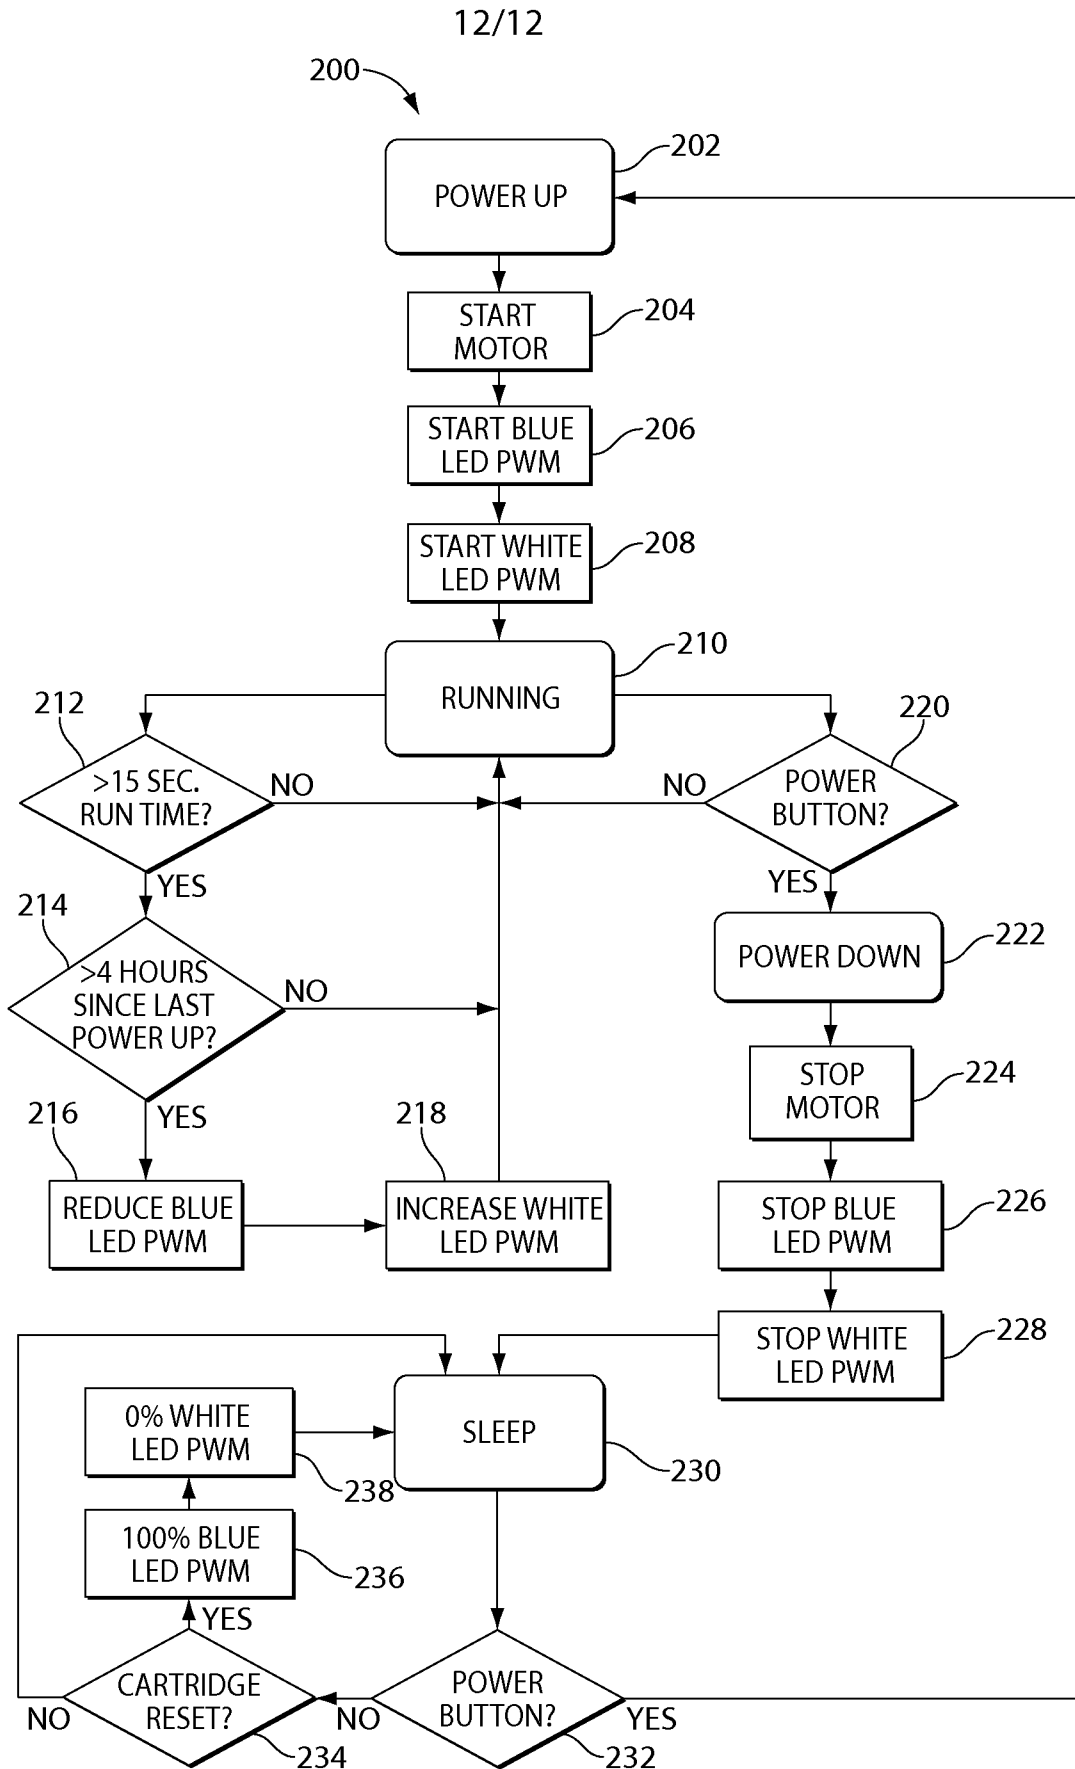 12/12
200
202
POWER UP
START
MOTOR
204
START BLUE
LED PWM
206
START WHITE
LED PWM
208
RUNNING
210
212
>15 SEC.
RUN TIME?
NO
YES
220
POWER
BUTTON?
NO
YES
214
>4 HOURS
SINCE LAST
POWER UP?
NO
YES
POWER DOWN
222
STOP
MOTOR
224
216
REDUCE BLUE
LED PWM
218
INCREASE WHITE
LED PWM
STOP BLUE
LED PWM
226
STOP WHITE
LED PWM
228
0% WHITE
LED PWM
238
SLEEP
230
100% BLUE
LED PWM
236
YES
CARTRIDGE
RESET?
NO
234
POWER
BUTTON?
NO
YES
232